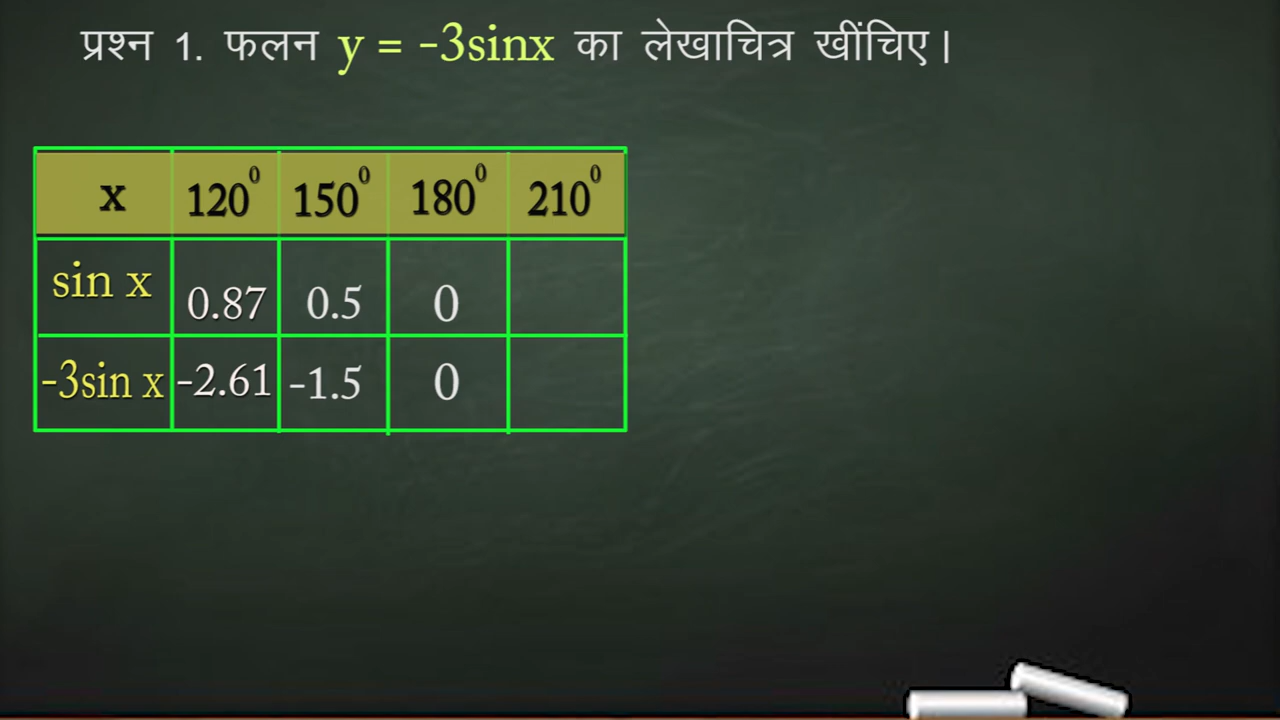 प्रश्न 1. फलन y = -3sinx का लेखाचित्र खींचिए।
x 120⁰ 150⁰ 180⁰ 210⁰
sin x 0.87 0.5 0
-3sin x -2.61 -1.5 0